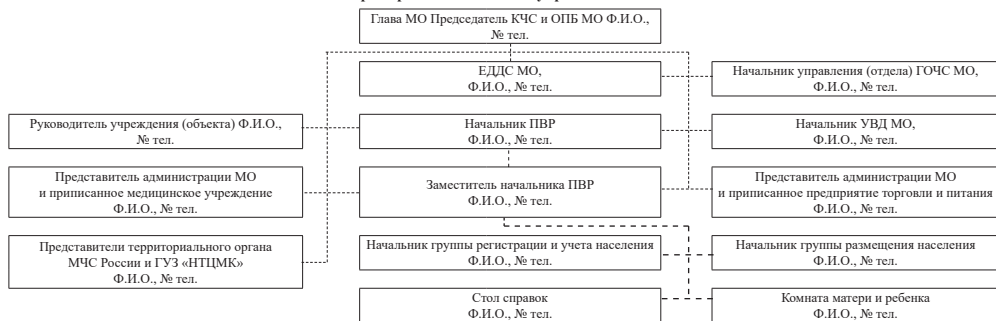 Глава МО Председатель КЧС и ОПБ МО Ф.И.О.,
№ тел.
ЕДДС МО,
Ф.И.О., № тел.
Начальник управления (отдела) ГОЧС МО,
Ф.И.О., № тел.
Руководитель учреждения (объекта) Ф.И.О.,
№ тел.
Начальник ПВР
Ф.И.О., № тел.
Начальник УВД МО,
Ф.И.О., № тел.
Представитель администрации МО
и приписанное медицинское учреждение
Ф.И.О., № тел.
Заместитель начальника ПВР
Ф.И.О., № тел.
Представитель администрации МО
и приписанное предприятие торговли и питания
Ф.И.О., № тел.
Представители территориального органа
МЧС России и ГУЗ «НТЦМК»
Ф.И.О., № тел.
Начальник группы регистрации и учета населения
Ф.И.О., № тел.
Начальник группы размещения населения
Ф.И.О., № тел.
Стол справок
Ф.И.О., № тел.
Комната матери и ребенка
Ф.И.О., № тел.